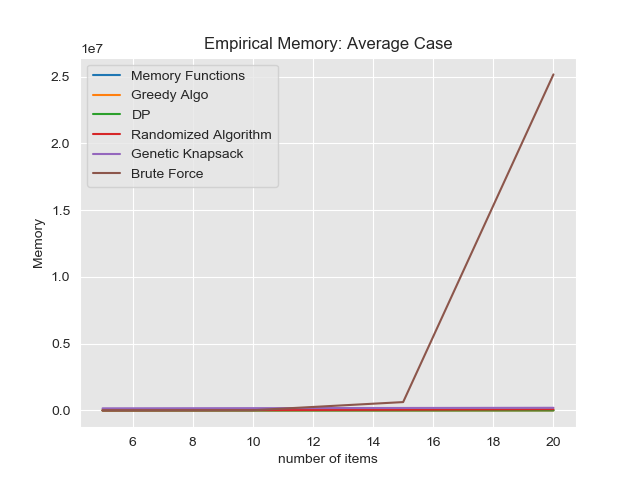 Empirical Memory: Average Case
1e7
Memory Functions
Greedy Algo
DP
Randomized Algorithm
Genetic Knapsack
Brute Force
2.5
2.0
1.5
1.0
0.5
0.0
Memory
6 8 10 12 14 16 18 20
number of items